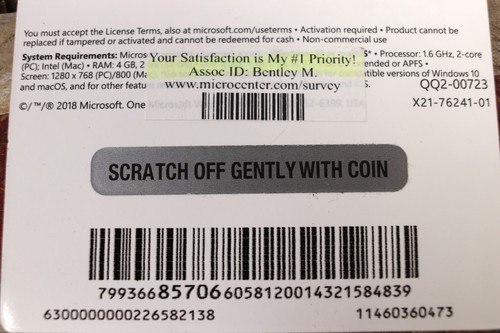 You must accept the License Terms, also at microsoft.com/useterms • Activation required • Product cannot be
replaced if tampered or activated and cannot be redeemed for cash • Non-commercial use
System Requirements: Micros Your Satisfaction is My #1 Priority! S* • Processor: 1.6 GHz, 2-core
(PC); Intel (Mac) • RAM: 4 GB, 2 Assoc ID: Bentley M. ended) or APFS •
Screen: 1280 x 768 (PC)/800 (Ma www.microcenter.com/survey tible versions of Windows 10
and macOS, and for other featu QQ2-00723
©/™/® 2018 Microsoft. One X21-76241-01
SCRATCH OFF GENTLY WITH COIN
799366857066058120014321584839
6300000000226582138 11460360473